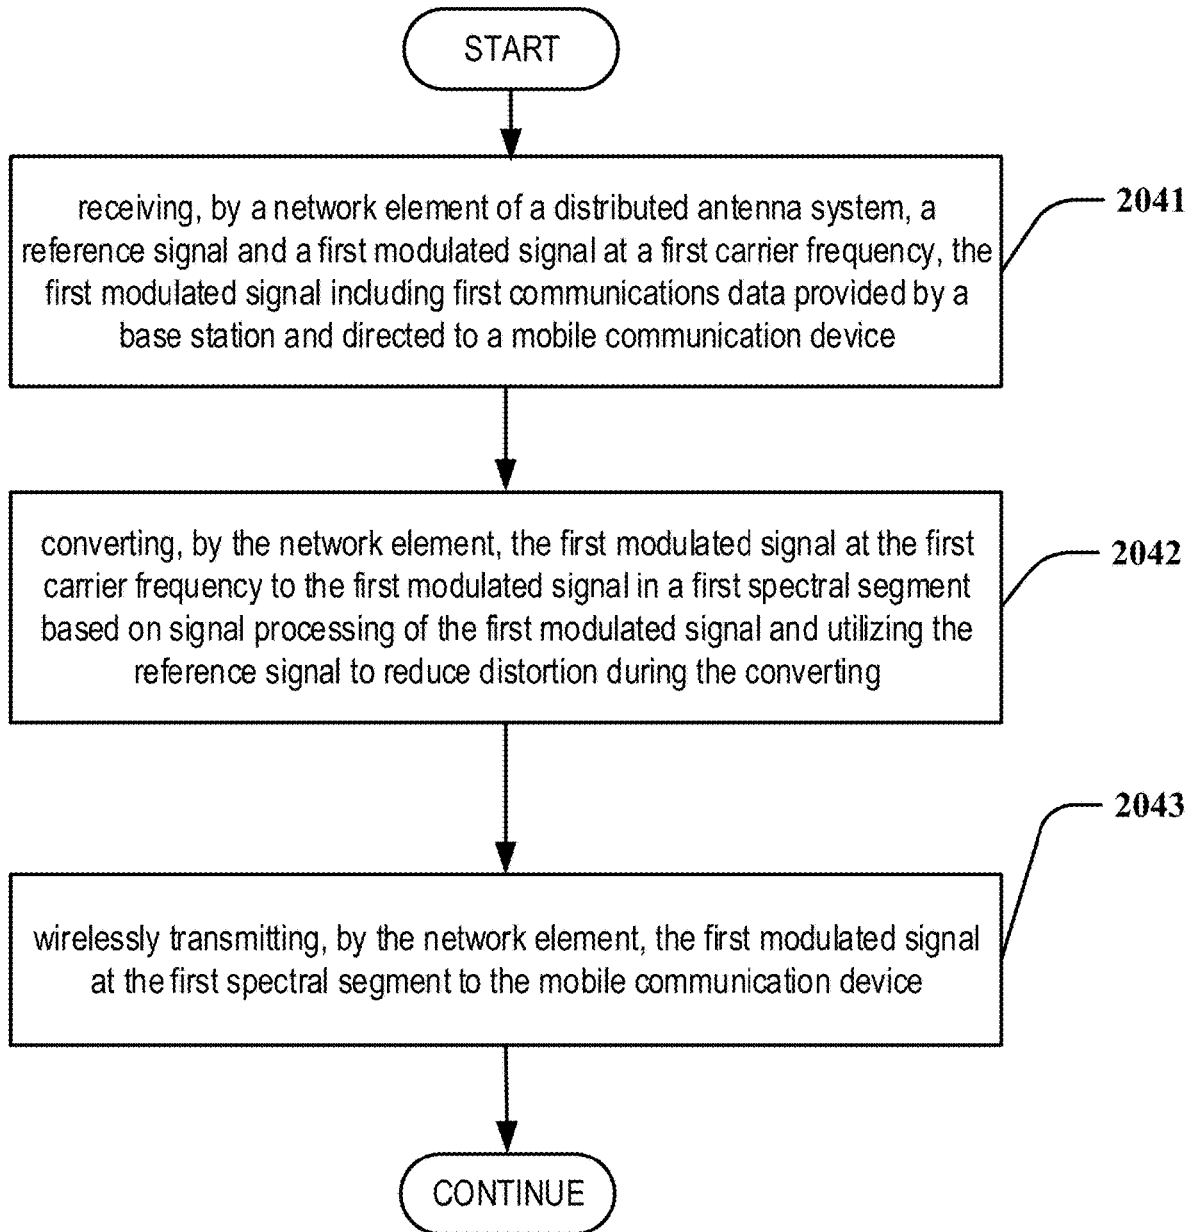 START
receiving, by a network element of a distributed antenna system, a
reference signal and a first modulated signal at a first carrier frequency, the
first modulated signal including first communications data provided by a
base station and directed to a mobile communication device
2041
converting, by the network element, the first modulated signal at the first
carrier frequency to the first modulated signal in a first spectral segment
based on signal processing of the first modulated signal and utilizing the
reference signal to reduce distortion during the converting
2042
wirelessly transmitting, by the network element, the first modulated signal
at the first spectral segment to the mobile communication device
2043
CONTINUE